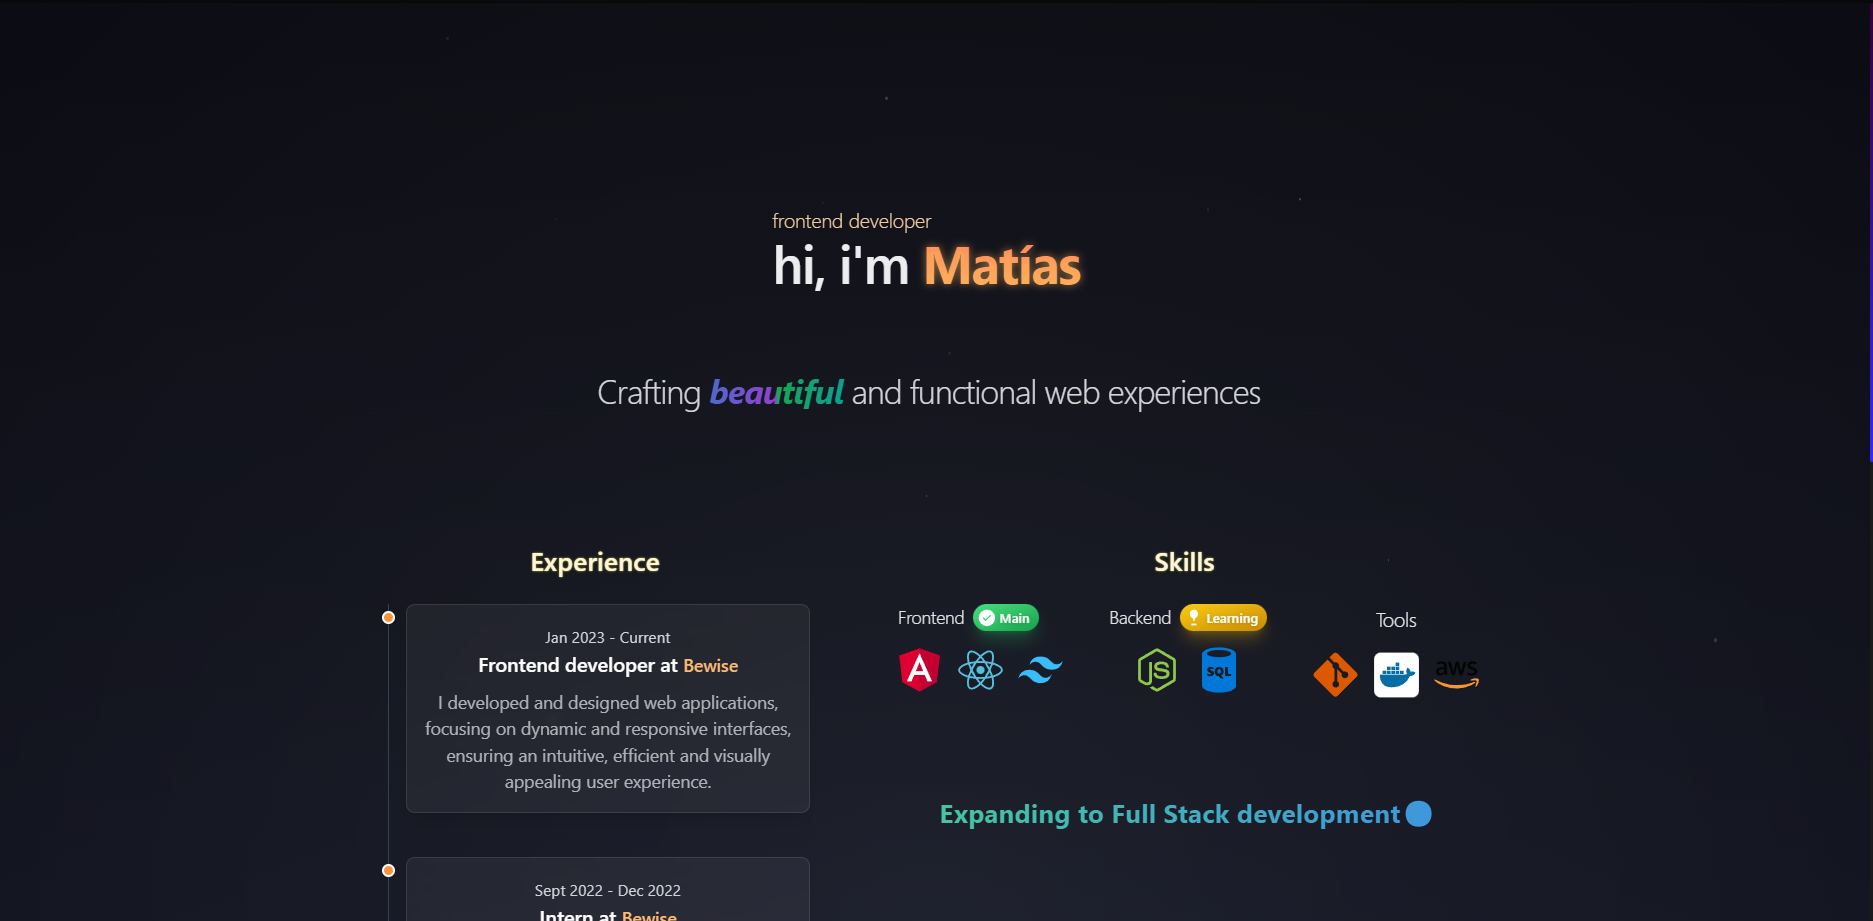 frontend developer
hi, i'm Matías
Crafting beautiful and functional web experiences
Experience
Jan 2023 - Current
Frontend developer at Bewise
I developed and designed web applications,
focusing on dynamic and responsive interfaces,
ensuring an intuitive, efficient and visually
appealing user experience.
Sept 2022 - Dec 2022
Intern at Bewise
Skills
Frontend Main
Backend Learning
Tools
A
JS
SQL
aws
Expanding to Full Stack development